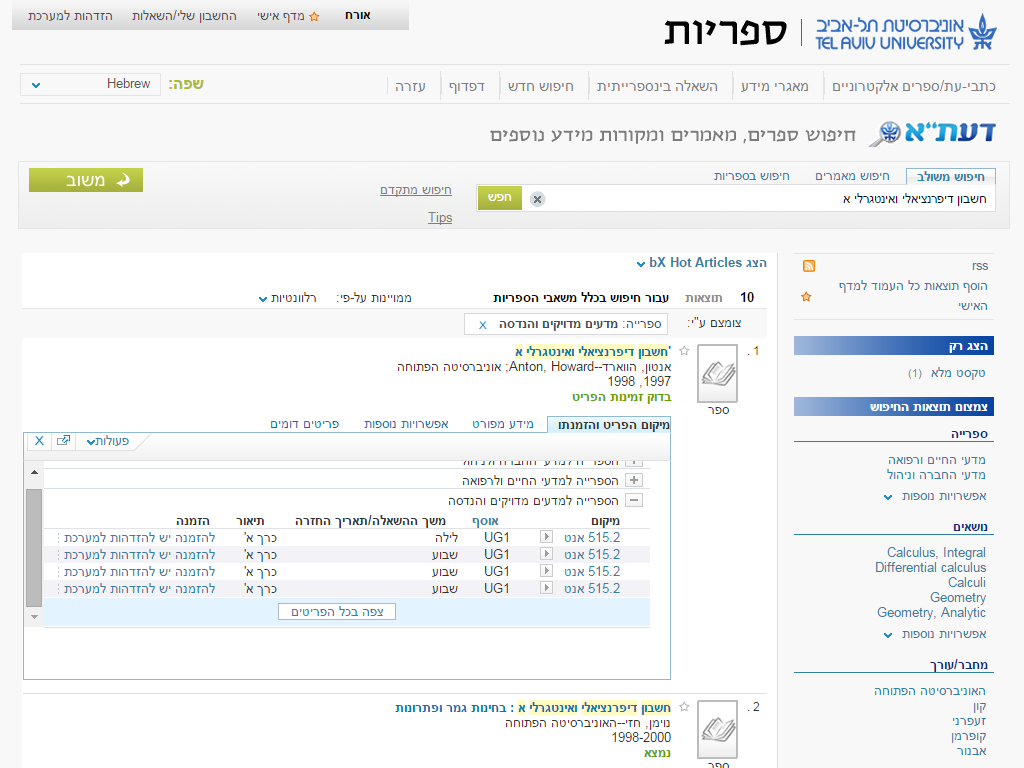 אורח
מדף אישי
החשבון שלי/השאלות
הזדהות למערכת
אוניברסיטת תל-אביב
TEL AVIV UNIVERSITY
ספריות
כתבי-עת/ספרים אלקטרוניים
מאגרי מידע
השאלה בינספרייתית
חיפוש חדש
דפדוף
עזרה
שפה:
Hebrew
דעת"א
חיפוש ספרים, מאמרים ומקורות מידע נוספים
חיפוש משולב
חיפוש מאמרים
חיפוש בספריות
חשבון דיפרנציאלי ואינטגרלי א
חפש
חיפוש מתקדם
Tips
משוב
rss
הוסף תוצאות כל העמוד למדף
האישי
הצג רק
טקסט מלא (1)
צמצום תוצאות החיפוש
ספרייה
מדעי החיים ורפואה
מדעי החברה וניהול
אפשרויות נוספות
נושאים
Calculus, Integral
Differential calculus
Calculi
Geometry
Geometry, Analytic
אפשרויות נוספות
מחבר/עורך
האוניברסיטה הפתוחה
קון
זעפרני
קופרמן
אבנור
הצג bX Hot Articles
10 תוצאות עבור חיפוש בכלל משאבי הספריות
ממויינות על-פי: רלוונטיות
צומצם ע"י: ספרייה: מדעים מדויקים והנדסה X
1 .
ספר
'חשבון דיפרנציאלי ואינטגרלי א
אנטון, הווארד--Anton, Howard; אוניברסיטה הפתוחה
1997, 1998
בדוק זמינות הפריט
מיקום הפריט והזמנתו
מידע מפורט
אפשרויות נוספות
פריטים דומים
פעולות
X
הספרייה למדעי החברה ולניהול
הספרייה למדעי החיים ולרפואה
הספרייה למדעים מדויקים והנדסה
מיקום אוסף משך ההשאלה/תאריך החזרה תיאור הזמנה
515.2 אנט UG1 לילה כרך א' להזמנה יש להזדהות למערכת
515.2 אנט UG1 שבוע כרך א' להזמנה יש להזדהות למערכת
515.2 אנט UG1 שבוע כרך א' להזמנה יש להזדהות למערכת
515.2 אנט UG1 שבוע כרך א' להזמנה יש להזדהות למערכת
צפה בכל הפריטים
2 .
ספר
חשבון דיפרנציאלי ואינטגרלי א : בחינות גמר ופתרונות
נוימן, חזי--האוניברסיטה הפתוחה
1998-2000
נמצא